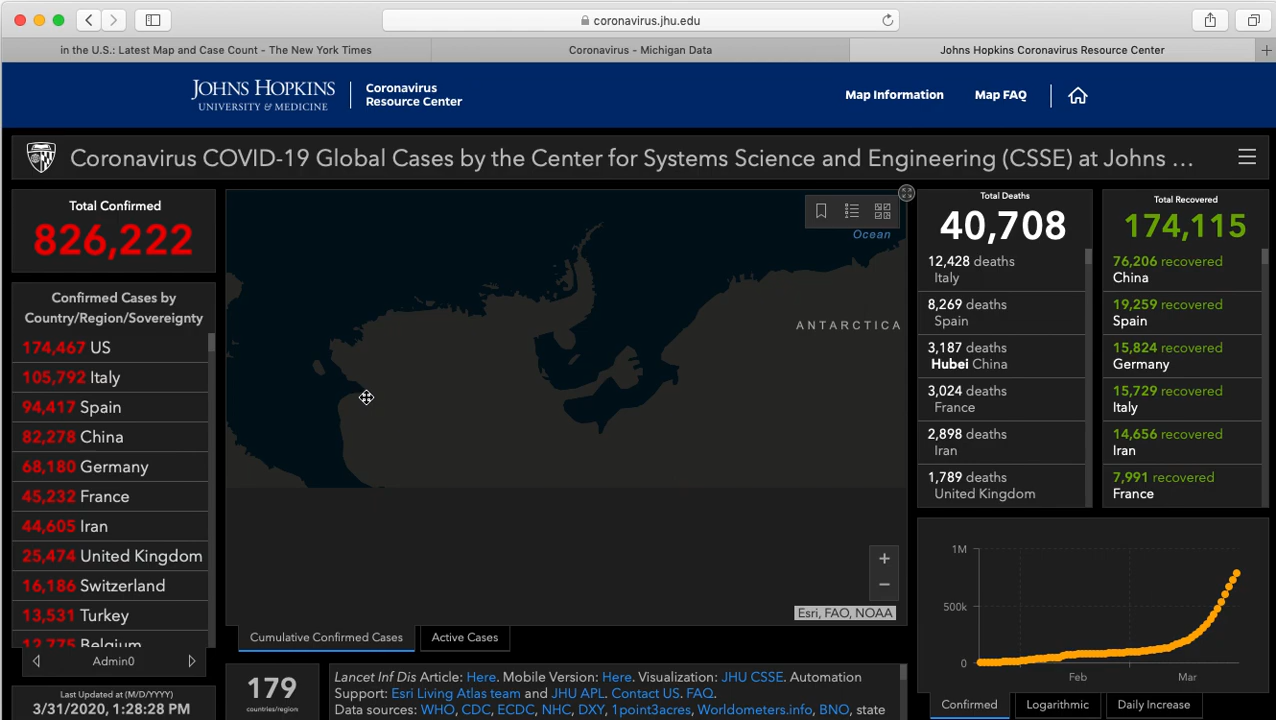 coronavirus.jhu.edu
in the U.S.: Latest Map and Case Count - The New York Times
Coronavirus - Michigan Data
Johns Hopkins Coronavirus Resource Center
JOHNS HOPKINS
UNIVERSITY & MEDICINE
Coronavirus
Resource Center
Map Information
Map FAQ
Coronavirus COVID-19 Global Cases by the Center for Systems Science and Engineering (CSSE) at Johns ...
Total Confirmed
826,222
Confirmed Cases by
Country/Region/Sovereignty
174,467 US
105,792 Italy
94,417 Spain
82,278 China
68,180 Germany
45,232 France
44,605 Iran
25,474 United Kingdom
16,186 Switzerland
13,531 Turkey
12,775 Belgium
Admin0
Last Updated at (M/D/YYYY)
3/31/2020, 1:28:28 PM
Ocean
ANTARCTICA
+
−
Esri, FAO, NOAA
Cumulative Confirmed Cases
Active Cases
179
countries/region
Lancet Inf Dis Article: Here. Mobile Version: Here. Visualization: JHU CSSE. Automation
Support: Esri Living Atlas team and JHU APL. Contact US. FAQ.
Data sources: WHO, CDC, ECDC, NHC, DXY, 1point3acres, Worldometers.info, BNO, state
Total Deaths
40,708
12,428 deaths
Italy
8,269 deaths
Spain
3,187 deaths
Hubei China
3,024 deaths
France
2,898 deaths
Iran
1,789 deaths
United Kingdom
Total Recovered
174,115
76,206 recovered
China
19,259 recovered
Spain
15,824 recovered
Germany
15,729 recovered
Italy
14,656 recovered
Iran
7,991 recovered
France
1M
500k
0
Feb
Mar
Confirmed
Logarithmic
Daily Increase